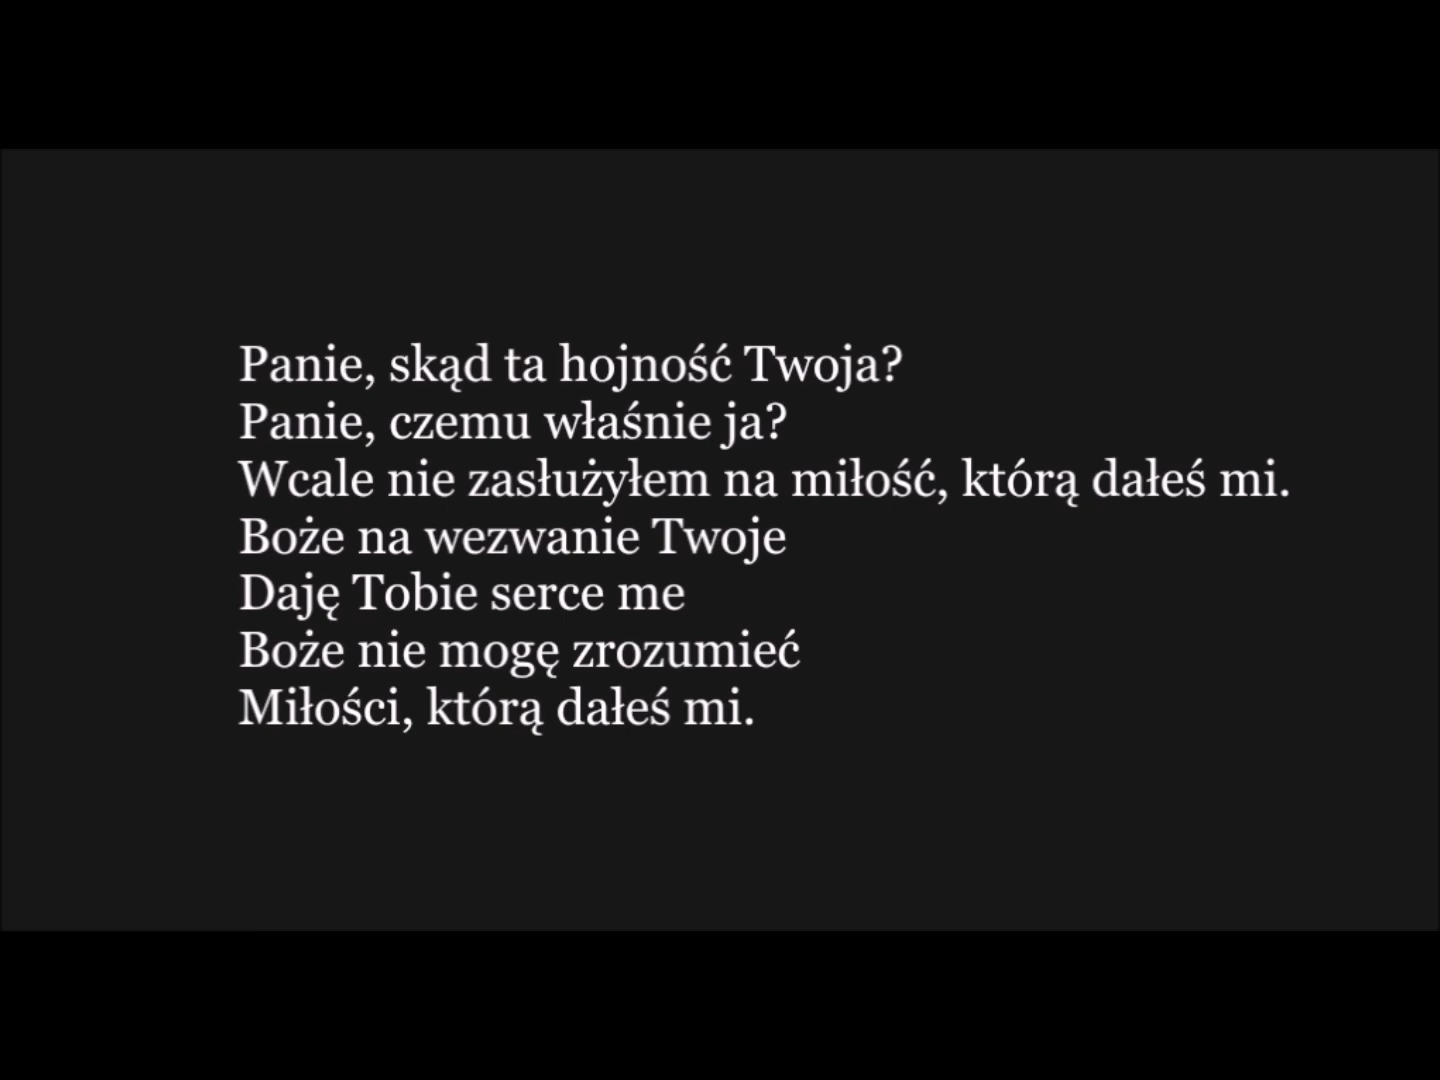 Panie, skąd ta hojność Twoja?
Panie, czemu właśnie ja?
Wcale nie zasłużyłem na miłość, którą dałeś mi.
Boże na wezwanie Twoje
Daję Tobie serce me
Boże nie mogę zrozumieć
Miłości, którą dałeś mi.